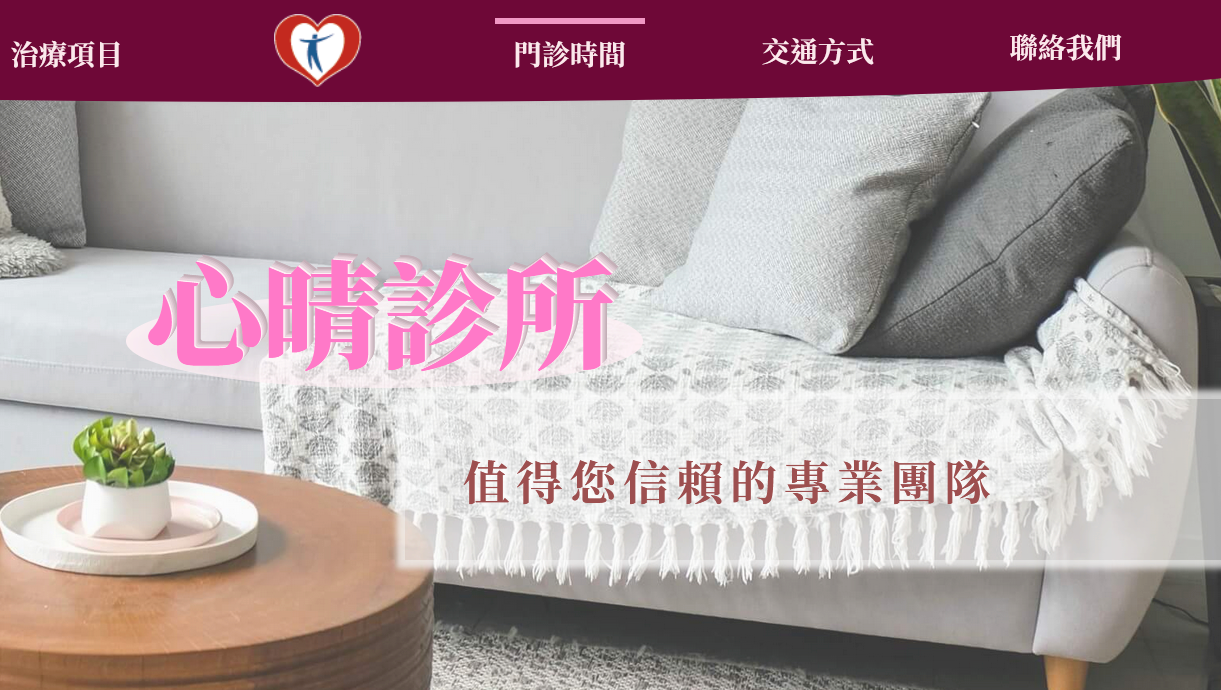 治療項目
門診時間
交通方式
聯絡我們
心晴診所
值得您信賴的專業團隊